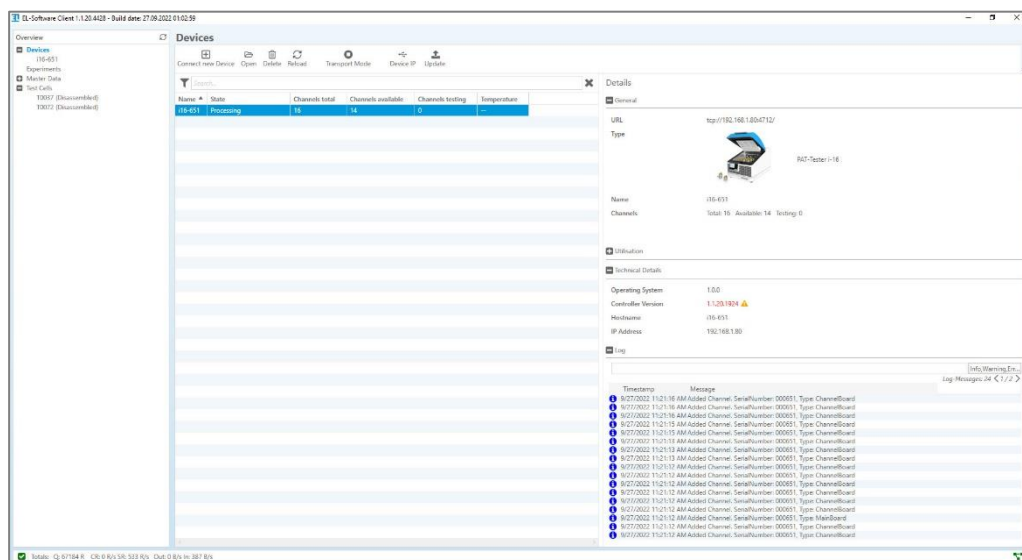 EL-Software Client 1.1.20.4428 - Build date: 27.09.2022 01:02:59
Overview
Devices
i16-651
Experiments
Master Data
Test Cells
10037 (Disassembled)
10072 (Disassembled)
Devices
Connect new Device Open Delete Reload Transport Mode Device IP Update
Search...
Name State Channels total Channels available Channels testing Temperature
i16-651 Processing 16 14 0 ---
Details
General
URL tcp://192.168.1.80:4712/
Type PAT-Tester i-16
Name i16-651
Channels Total: 16 Available: 14 Testing: 0
Utilisation
Technical Details
Operating System 1.0.0
Controller Version 1.1.20.1924
Hostname i16-651
IP Address 192.168.1.80
Log
Info,Warning,Err...
Log-Messages: 24 < 1 / 2 >
Timestamp Message
9/27/2022 11:21:16 AM Added Channel. SerialNumber: 000651, Type: ChannelBoard
9/27/2022 11:21:16 AM Added Channel. SerialNumber: 000651, Type: ChannelBoard
9/27/2022 11:21:16 AM Added Channel. SerialNumber: 000651, Type: ChannelBoard
9/27/2022 11:21:15 AM Added Channel. SerialNumber: 000651, Type: ChannelBoard
9/27/2022 11:21:15 AM Added Channel. SerialNumber: 000651, Type: ChannelBoard
9/27/2022 11:21:13 AM Added Channel. SerialNumber: 000651, Type: ChannelBoard
9/27/2022 11:21:13 AM Added Channel. SerialNumber: 000651, Type: ChannelBoard
9/27/2022 11:21:13 AM Added Channel. SerialNumber: 000651, Type: ChannelBoard
9/27/2022 11:21:12 AM Added Channel. SerialNumber: 000651, Type: ChannelBoard
9/27/2022 11:21:12 AM Added Channel. SerialNumber: 000651, Type: ChannelBoard
9/27/2022 11:21:12 AM Added Channel. SerialNumber: 000651, Type: ChannelBoard
9/27/2022 11:21:12 AM Added Channel. SerialNumber: 000651, Type: ChannelBoard
9/27/2022 11:21:12 AM Added Channel. SerialNumber: 000651, Type: ChannelBoard
9/27/2022 11:21:12 AM Added Channel. SerialNumber: 000651, Type: ChannelBoard
9/27/2022 11:21:12 AM Added Channel. SerialNumber: 000651, Type: MainBoard
9/27/2022 11:21:12 AM Added Channel. SerialNumber: 000651, Type: ChannelBoard
9/27/2022 11:21:12 AM Added Channel. SerialNumber: 000651, Type: ChannelBoard
Totals: Q: 67184 R CR: 0 R/s SR: 533 R/s Out: 0 B/s In: 387 B/s